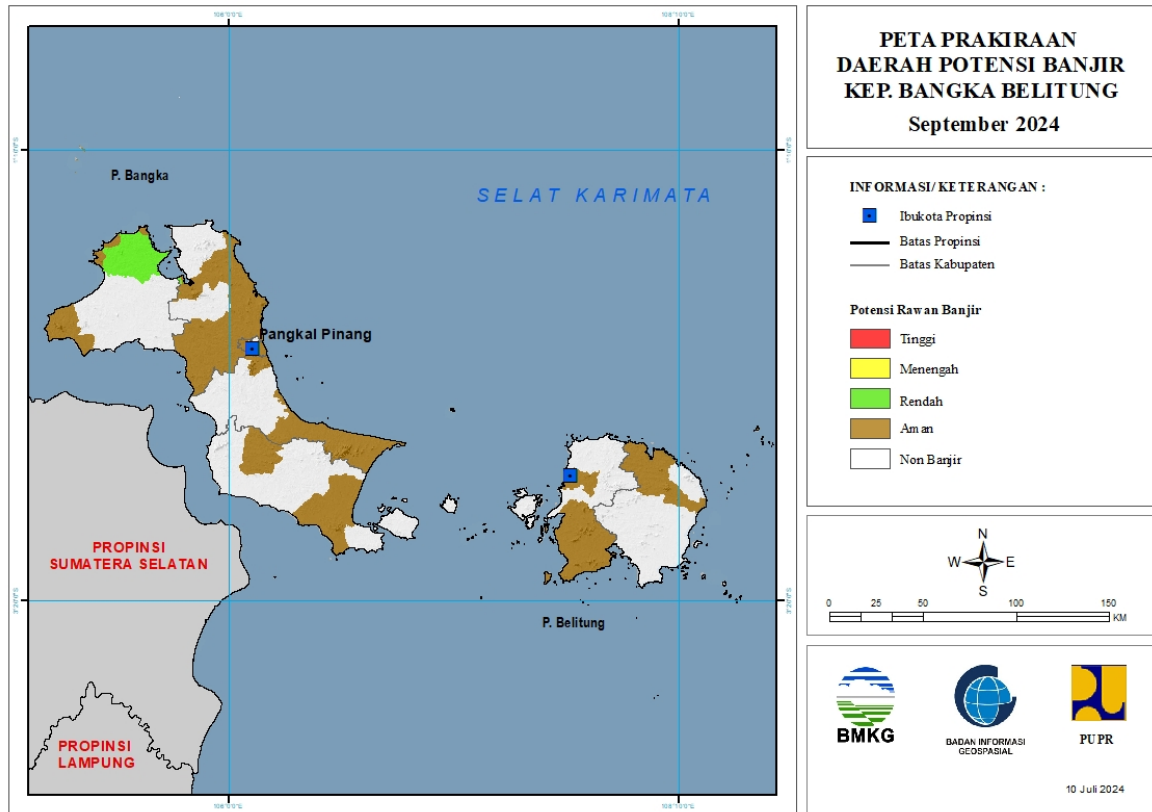 PETA PRAKIRAAN
DAERAH POTENSI BANJIR
KEP. BANGKA BELITUNG
September 2024
P. Bangka
SELAT KARIMATA
Pangkal Pinang
PROPINSI
SUMATERA SELATAN
P. Belitung
PROPINSI
LAMPUNG
INFORMASI/ KETERANGAN :
Ibukota Propinsi
Batas Propinsi
Batas Kabupaten
Potensi Rawan Banjir
Tinggi
Menengah
Rendah
Aman
Non Banjir
N
W E
S
0 25 50 100 150
KM
BMKG
BADAN INFORMASI
GEOSPASIAL
PUPR
10 Juli 2024